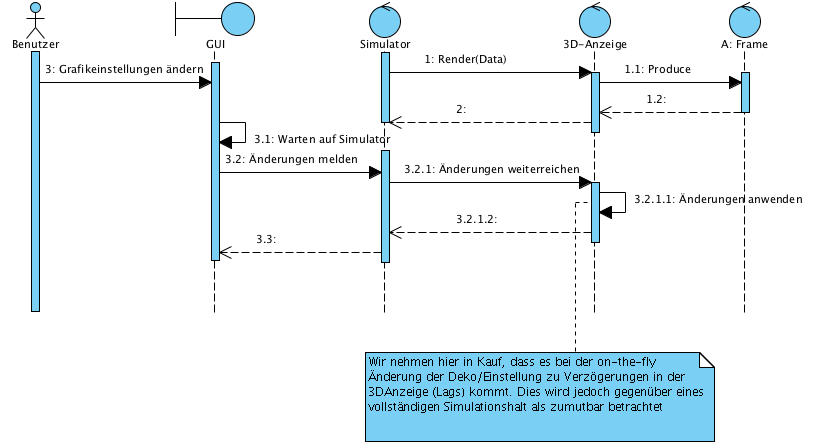 Benutzer
GUI
Simulator
3D-Anzeige
A: Frame
1: Render(Data)
3: Grafikeinstellungen ändern
1.1: Produce
1.2:
2:
3.1: Warten auf Simulator
3.2: Änderungen melden
3.2.1: Änderungen weiterreichen
3.2.1.1: Änderungen anwenden
3.2.1.2:
3.3:
Wir nehmen hier in Kauf, dass es bei der on-the-fly
Änderung der Deko/Einstellung zu Verzögerungen in der
3DAnzeige (Lags) kommt. Dies wird jedoch gegenüber eines
vollständigen Simulationshalt als zumutbar betrachtet